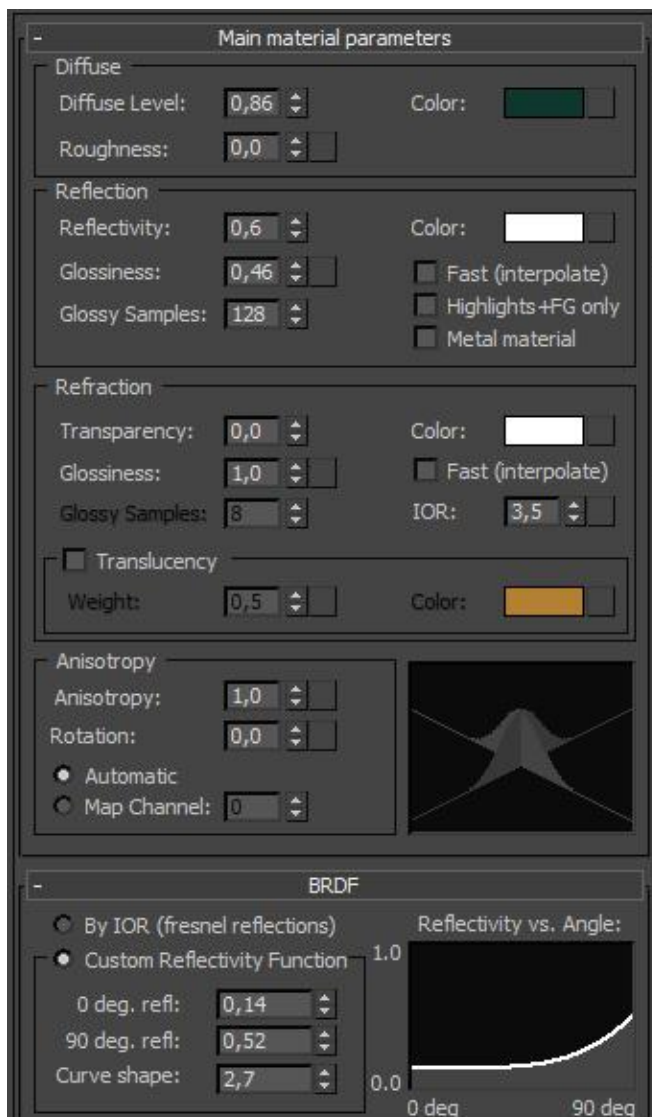 - Main material parameters
Diffuse
Diffuse Level: 0,86 Color:
Roughness: 0,0
Reflection
Reflectivity: 0,6 Color:
Glossiness: 0,46 Fast (interpolate)
Glossy Samples: 128 Highlights+FG only
Metal material
Refraction
Transparency: 0,0 Color:
Glossiness: 1,0 Fast (interpolate)
Glossy Samples: 8 IOR: 3,5
Translucency
Weight: 0,5 Color:
Anisotropy
Anisotropy: 1,0
Rotation: 0,0
Automatic
Map Channel: 0
- BRDF
By IOR (fresnel reflections) Reflectivity vs. Angle:
Custom Reflectivity Function 1.0
0 deg. refl: 0,14
90 deg. refl: 0,52
Curve shape: 2,7 0.0
0 deg 90 deg